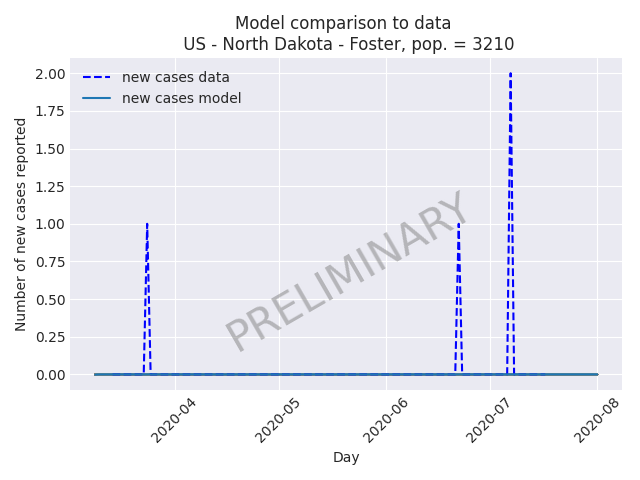 Model comparison to data
US - North Dakota - Foster, pop. = 3210
new cases data
new cases model
Number of new cases reported
2.00
1.75
1.50
1.25
1.00
0.75
0.50
0.25
0.00
PRELIMINARY
2020-04
2020-05
2020-06
2020-07
2020-08
Day